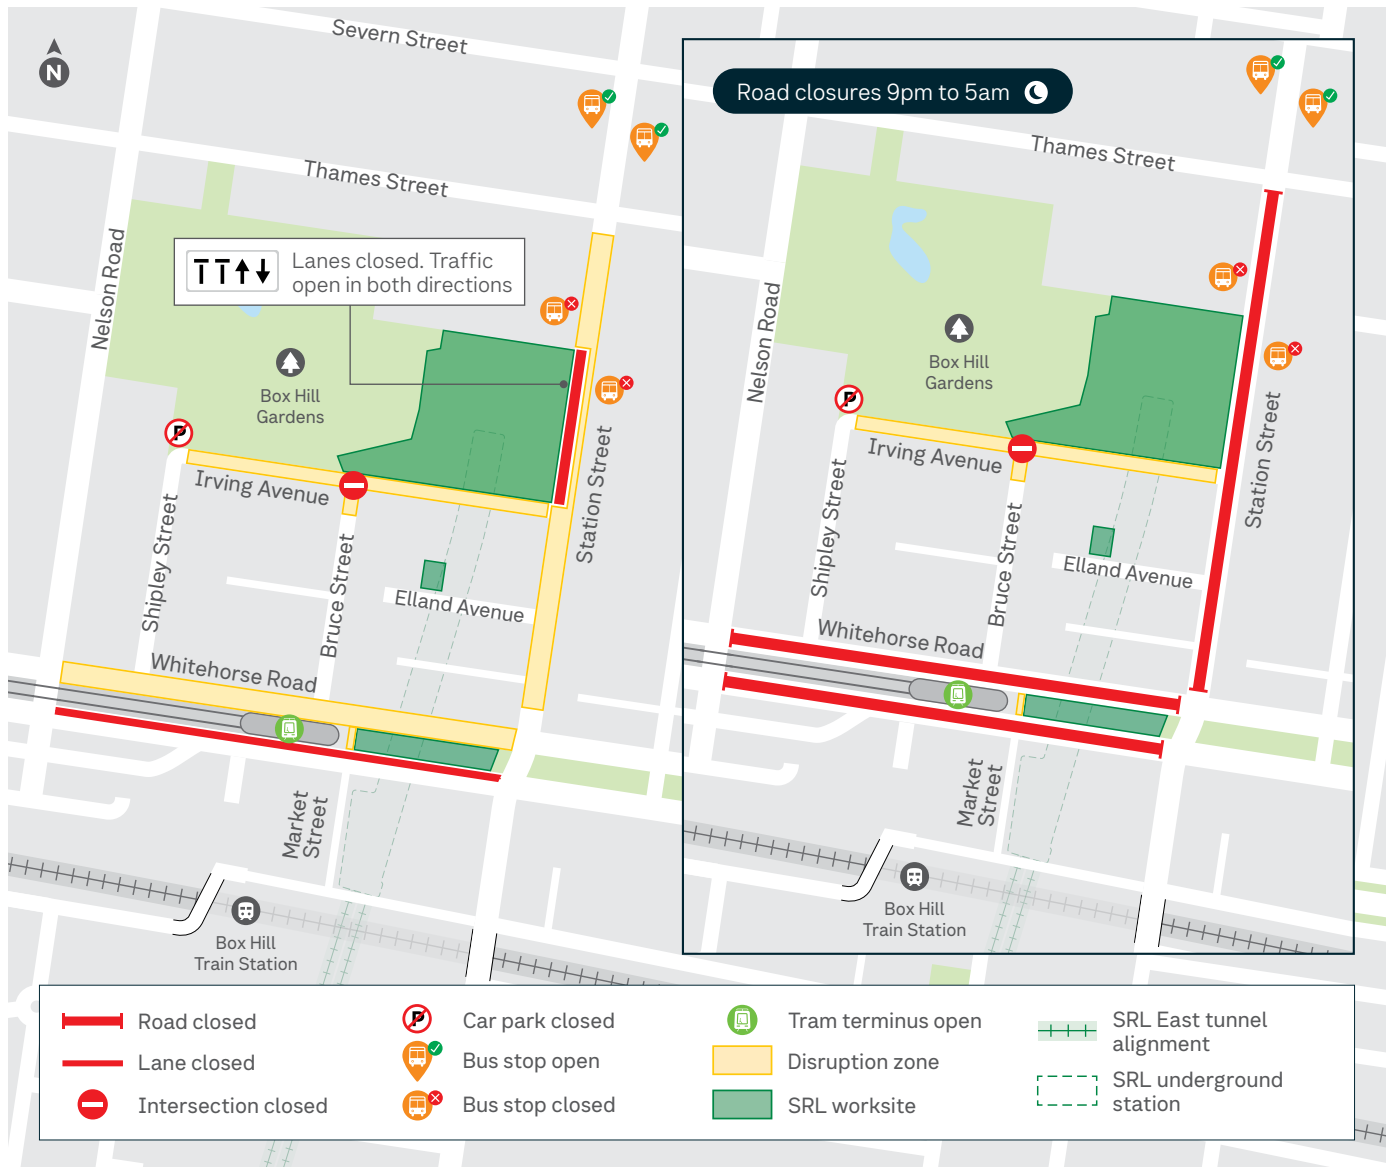 N
Severn Street
Thames Street
Nelson Road
Lanes closed. Traffic
open in both directions
Box Hill
Gardens
P
Irving Avenue
Station Street
Shipley Street
Bruce Street
Elland Avenue
Whitehorse Road
Market
Street
Box Hill
Train Station
Road closures 9pm to 5am
Thames Street
Nelson Road
Box Hill
Gardens
P
Irving Avenue
Station Street
Shipley Street
Bruce Street
Elland Avenue
Whitehorse Road
Market
Street
Box Hill
Train Station
Road closed
Lane closed
Intersection closed
P
Car park closed
Bus stop open
Bus stop closed
Tram terminus open
Disruption zone
SRL worksite
SRL East tunnel
alignment
SRL underground
station